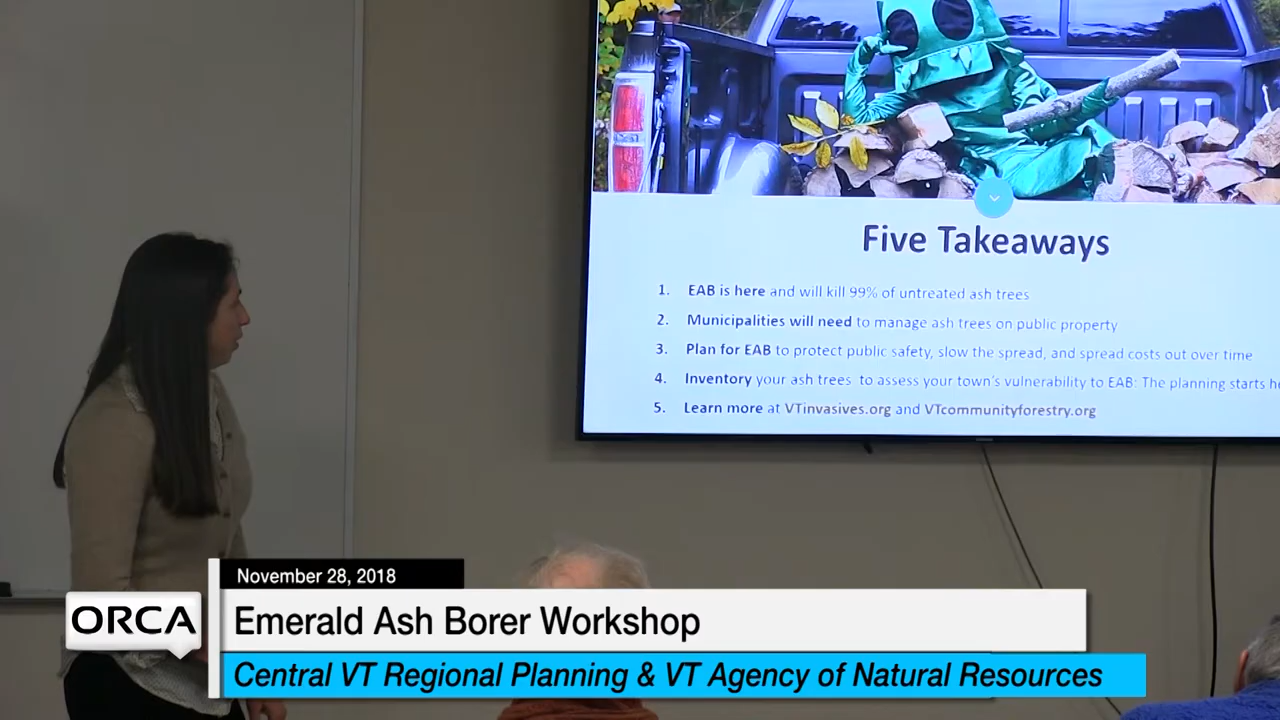 Five Takeaways
1. EAB is here and will kill 99% of untreated ash trees
2. Municipalities will need to manage ash trees on public property
3. Plan for EAB to protect public safety, slow the spread, and spread costs out over time
4. Inventory your ash trees to assess your town's vulnerability to EAB: The planning starts
5. Learn more at VTinvasives.org and VTcommunityforestry.org
November 28, 2018
ORCA
Emerald Ash Borer Workshop
Central VT Regional Planning & VT Agency of Natural Resources